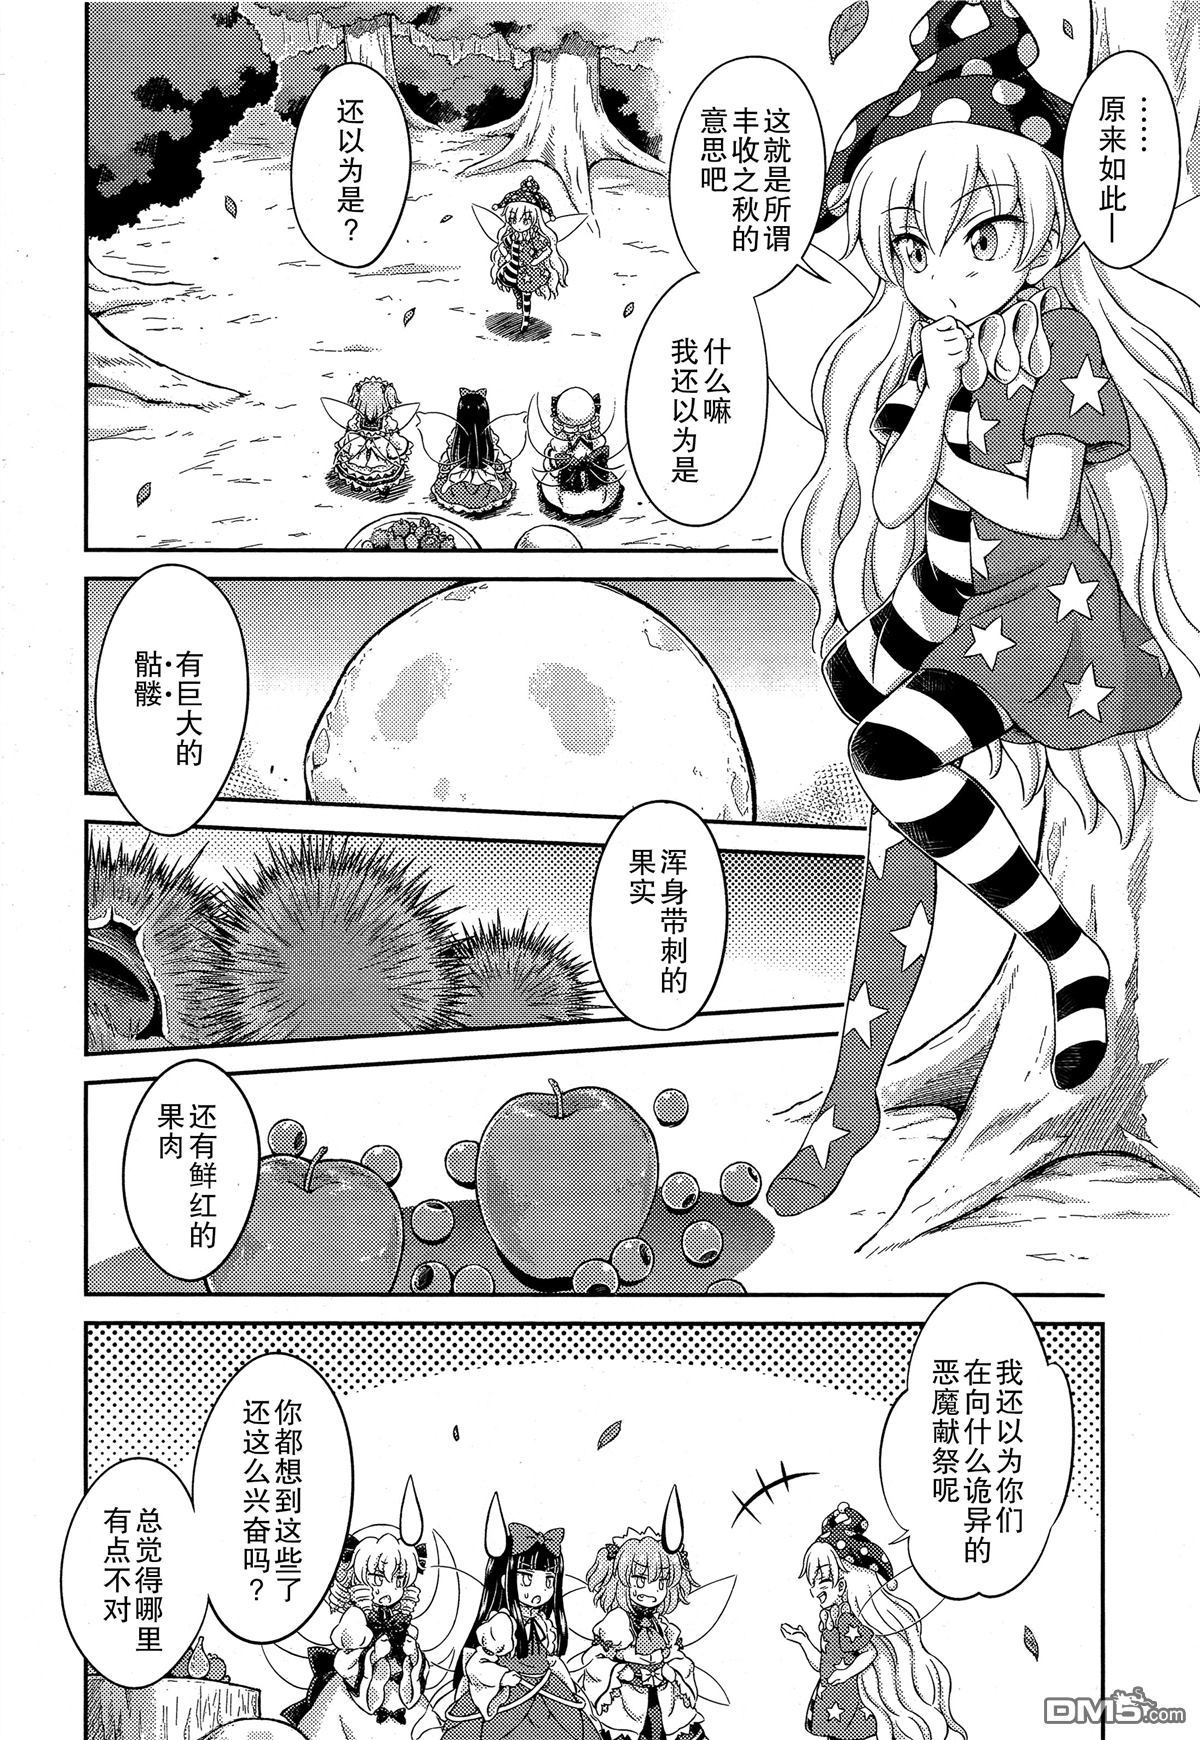 ……
原来如此—
这就是所谓
丰收之秋的
意思吧
什么嘛
我还以为是
还以为是？
有巨大的
骷髅
浑身带刺的
果实
还有鲜红的
果肉
我还以为你们
在向什么诡异的
恶魔献祭呢
你都想到这些了
还这么兴奋吗？
总觉得哪里
有点不对
DM5.com